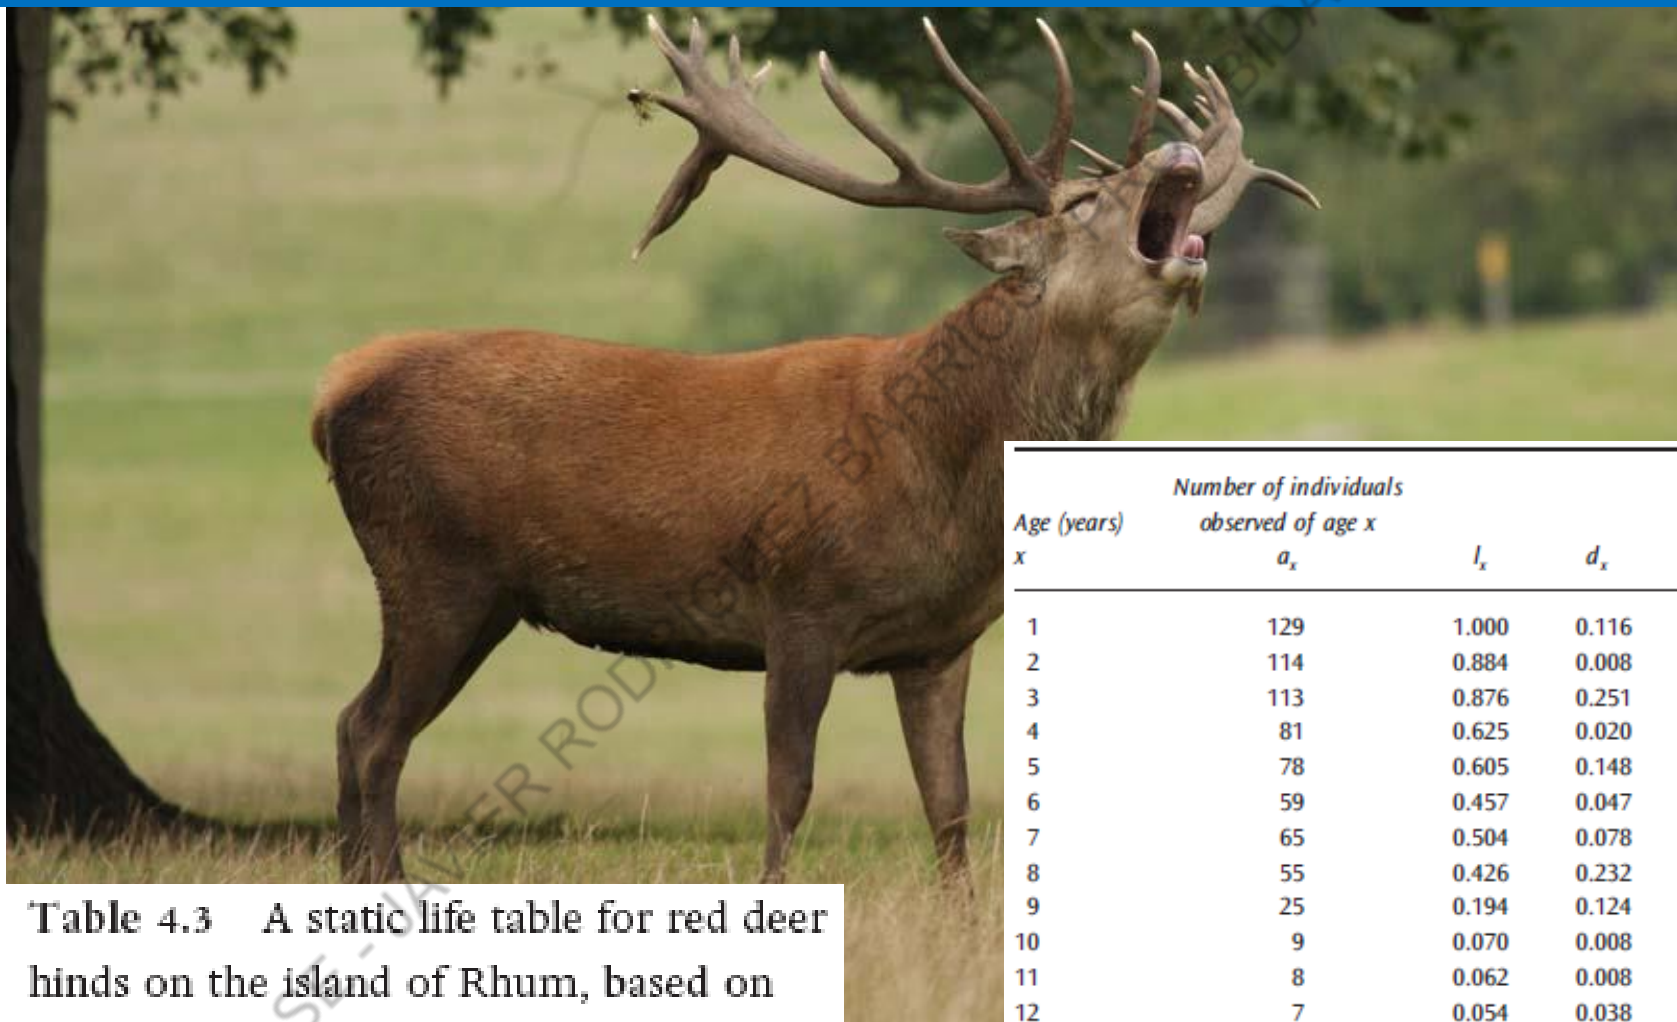 Number of individuals
Age (years) observed of age x
x a_x l_x d_x
1 129 1.000 0.116
2 114 0.884 0.008
3 113 0.876 0.251
4 81 0.625 0.020
5 78 0.605 0.148
6 59 0.457 0.047
7 65 0.504 0.078
8 55 0.426 0.232
9 25 0.194 0.124
10 9 0.070 0.008
11 8 0.062 0.008
12 7 0.054 0.038
Table 4.3 A static life table for red deer
hinds on the island of Rhum, based on
SE - JAVIER RODRIGUEZ BARRIOS